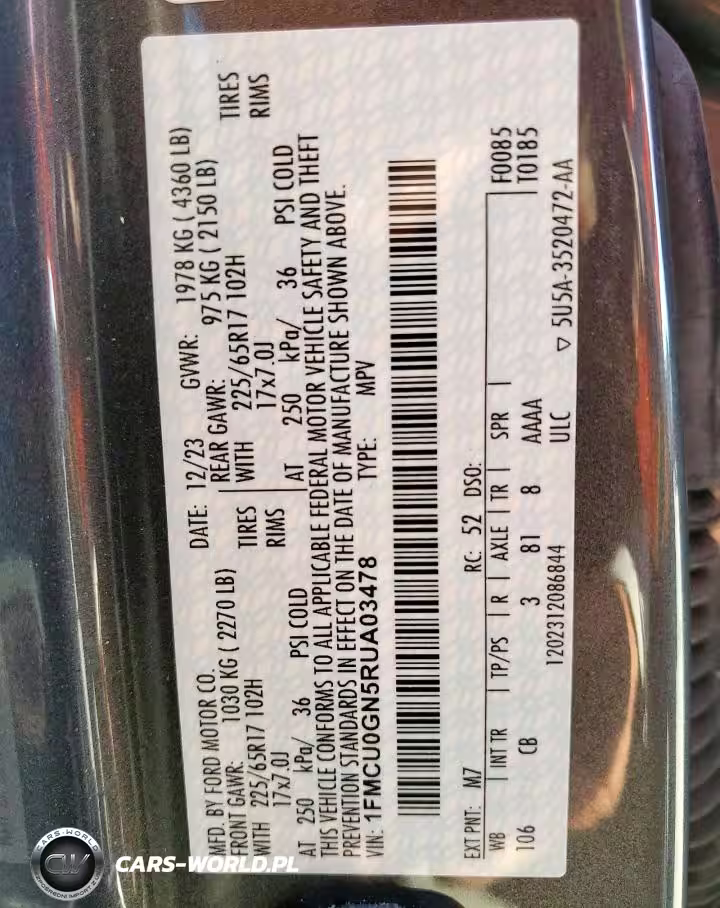 MFD. BY FORD MOTOR CO. DATE: 12/23 GVWR: 1978 KG ( 4360 LB)
FRONT GAWR: 1030 KG ( 2270 LB) REAR GAWR: 975 KG ( 2150 LB)
WITH 225/65R17 102H TIRES WITH 225/65R17 102H TIRES
17x7.0J RIMS 17x7.0J RIMS
AT 250 kPa/ 36 PSI COLD AT 250 kPa/ 36 PSI COLD
THIS VEHICLE CONFORMS TO ALL APPLICABLE FEDERAL MOTOR VEHICLE SAFETY AND THEFT
PREVENTION STANDARDS IN EFFECT ON THE DATE OF MANUFACTURE SHOWN ABOVE.
VIN: 1FMCU0GN5RUA03478 TYPE: MPV
EXT PNT: M7 RC: 52 DSO: F0085
WB INT TR TP/PS R AXLE TR SPR T0185
106 CB 3 81 8 AAAA
1202312086844 ULC ▽ 5U5A-3520472-AA
CARS-WORLD
CW
CARS-WORLD.PL